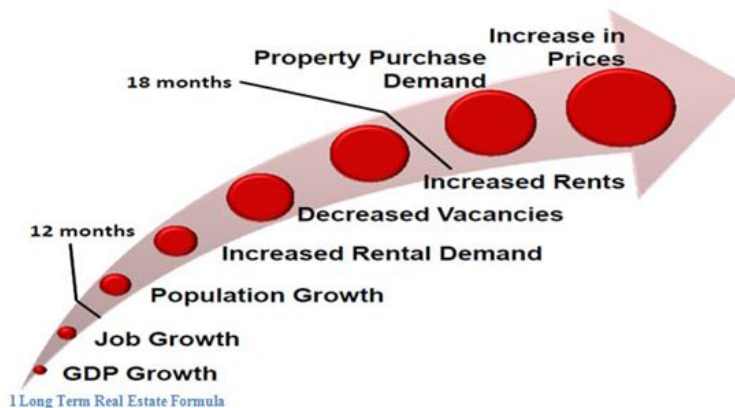 Increase in
Prices
Property Purchase
Demand
18 months
Increased Rents
Decreased Vacancies
12 months
Increased Rental Demand
Population Growth
Job Growth
GDP Growth
1 Long Term Real Estate Formula